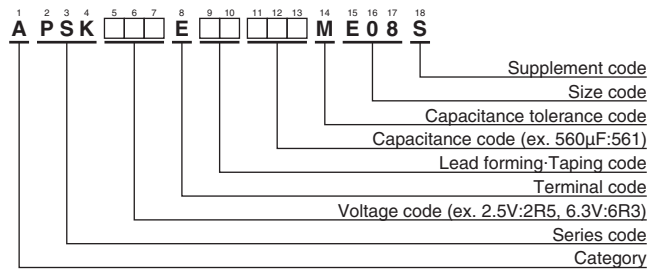 1 2 3 4 5 6 7 8 9 10 11 12 13 14 15 16 17 18
A PSK E M E08 S
Supplement code
Size code
Capacitance tolerance code
Capacitance code (ex. 560μF:561)
Lead forming·Taping code
Terminal code
Voltage code (ex. 2.5V:2R5, 6.3V:6R3)
Series code
Category